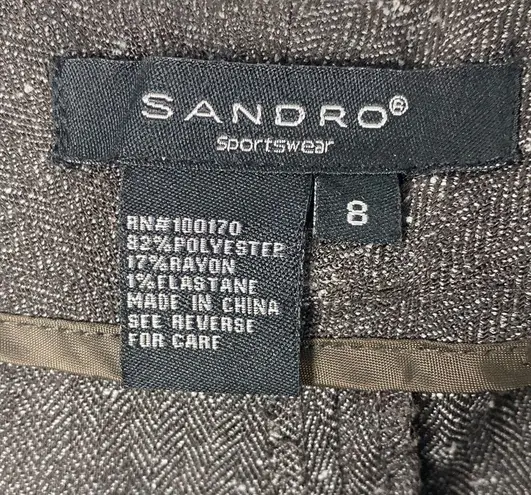 SANDRO®
Sportswear
8
RN#100170
82%POLYESTER
17%RAYON
1%ELASTANE
MADE IN CHINA
SEE REVERSE
FOR CARE